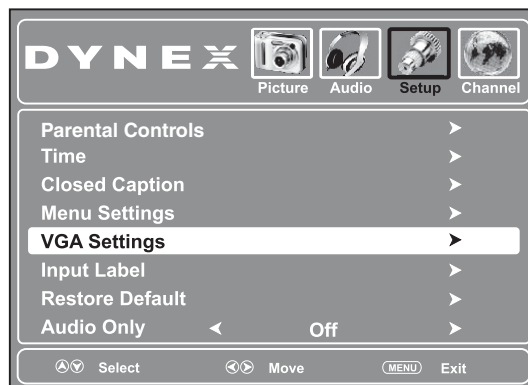 DYNEX
Picture Audio Setup Channel
Parental Controls
Time
Closed Caption
Menu Settings
VGA Settings
Input Label
Restore Default
Audio Only Off
Select Move MENU Exit